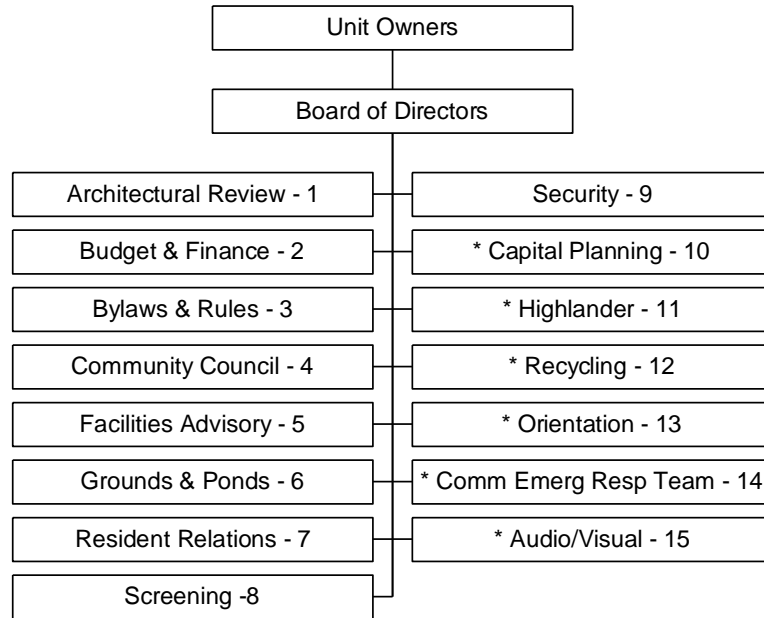 Unit Owners
Board of Directors
Architectural Review - 1
Budget & Finance - 2
Bylaws & Rules - 3
Community Council - 4
Facilities Advisory - 5
Grounds & Ponds - 6
Resident Relations - 7
Screening -8
Security - 9
* Capital Planning - 10
* Highlander - 11
* Recycling - 12
* Orientation - 13
* Comm Emerg Resp Team - 14
* Audio/Visual - 15